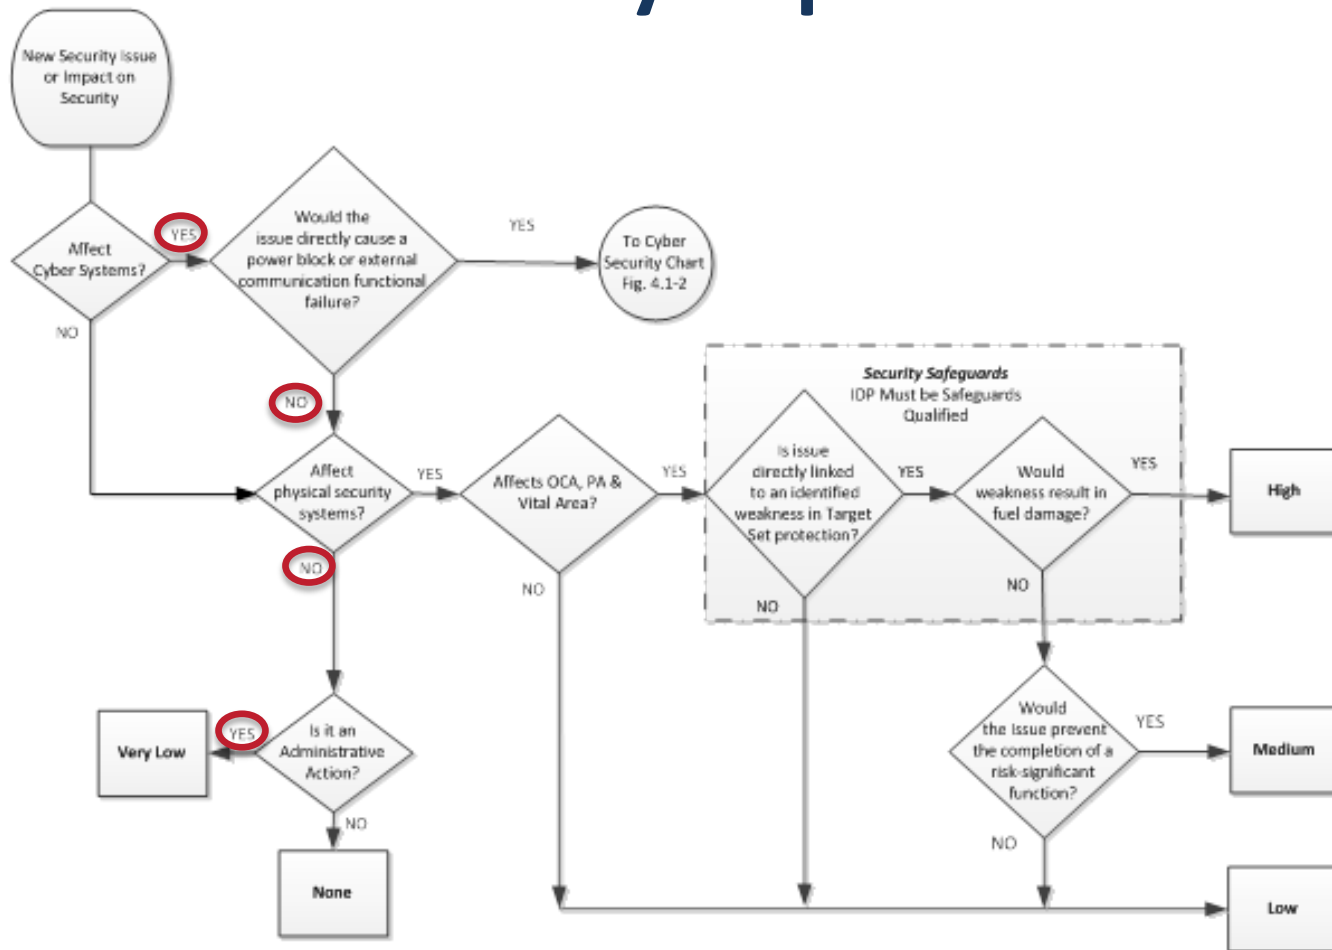 New Security Issue
or Impact on
Security
Affect
Cyber Systems?
YES
NO
Would the
issue directly cause a
power block or external
communication functional
failure?
YES
To Cyber
Security Chart
Fig. 4.1-2
NO
Affect
physical security
systems?
YES
Affects OCA, PA &
Vital Area?
YES
NO
Security Safeguards
IDP Must be Safeguards
Qualified
Is issue
directly linked
to an identified
weakness in Target
Set protection?
YES
NO
Would
weakness result in
fuel damage?
YES
High
NO
NO
Is it an
Administrative
Action?
YES
Very Low
NO
None
Would
the Issue prevent
the completion of a
risk-significant
function?
YES
Medium
NO
Low